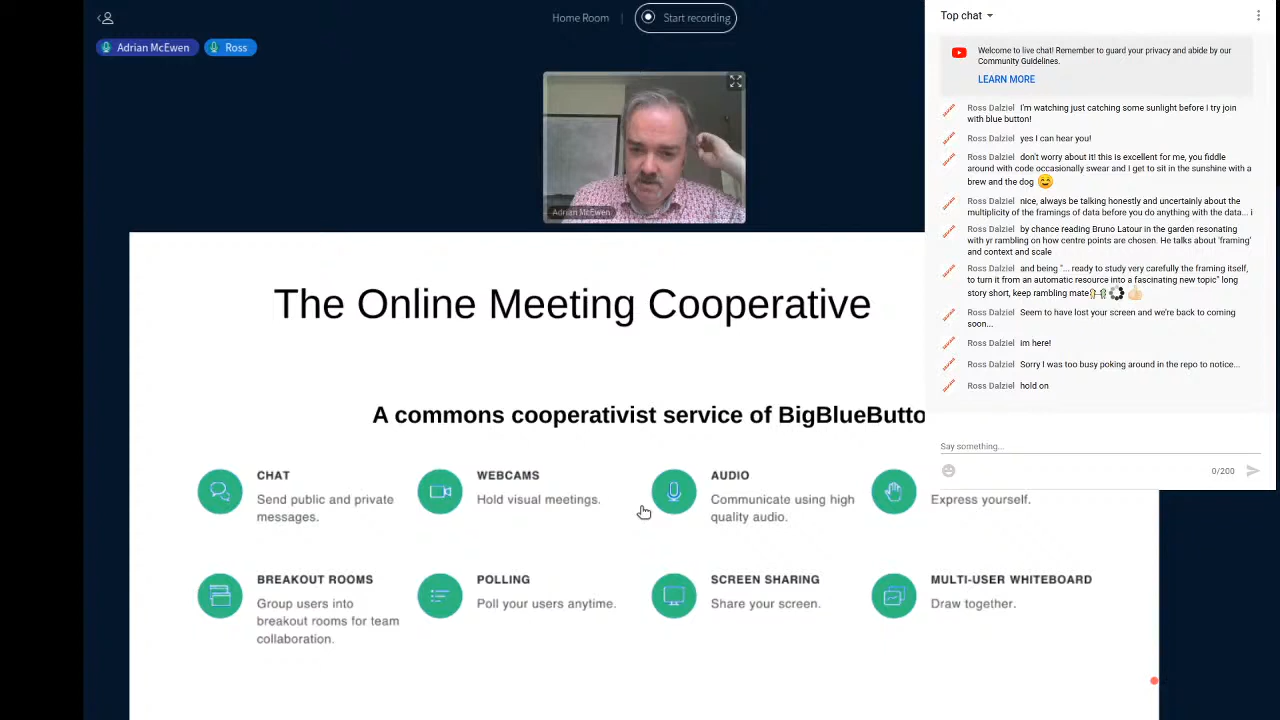 Home Room
Start recording
Adrian McEwen
Ross
Adrian McEwen
The Online Meeting Cooperative
A commons cooperativist service of BigBlueButto
CHAT
Send public and private
messages.
WEBCAMS
Hold visual meetings.
AUDIO
Communicate using high
quality audio.
Express yourself.
BREAKOUT ROOMS
Group users into
breakout rooms for team
collaboration.
POLLING
Poll your users anytime.
SCREEN SHARING
Share your screen.
MULTI-USER WHITEBOARD
Draw together.
Top chat
Welcome to live chat! Remember to guard your privacy and abide by our
Community Guidelines.
LEARN MORE
Ross Dalziel I'm watching just catching some sunlight before I try join
with blue button!
Ross Dalziel yes I can hear you!
Ross Dalziel don't worry about it! this is excellent for me, you fiddle
around with code occasionally swear and I get to sit in the sunshine with a
brew and the dog 😊
Ross Dalziel nice, always be talking honestly and uncertainly about the
multiplicity of the framings of data before you do anything with the data... i
Ross Dalziel by chance reading Bruno Latour in the garden resonating
with yr rambling on how centre points are chosen. He talks about 'framing'
and context and scale
Ross Dalziel and being "... ready to study very carefully the framing itself,
to turn it from an automatic resource into a fascinating new topic" long
story short, keep rambling mate
Ross Dalziel Seem to have lost your screen and we're back to coming
soon...
Ross Dalziel im here!
Ross Dalziel Sorry I was too busy poking around in the repo to notice...
Ross Dalziel hold on
Say something...
0/200